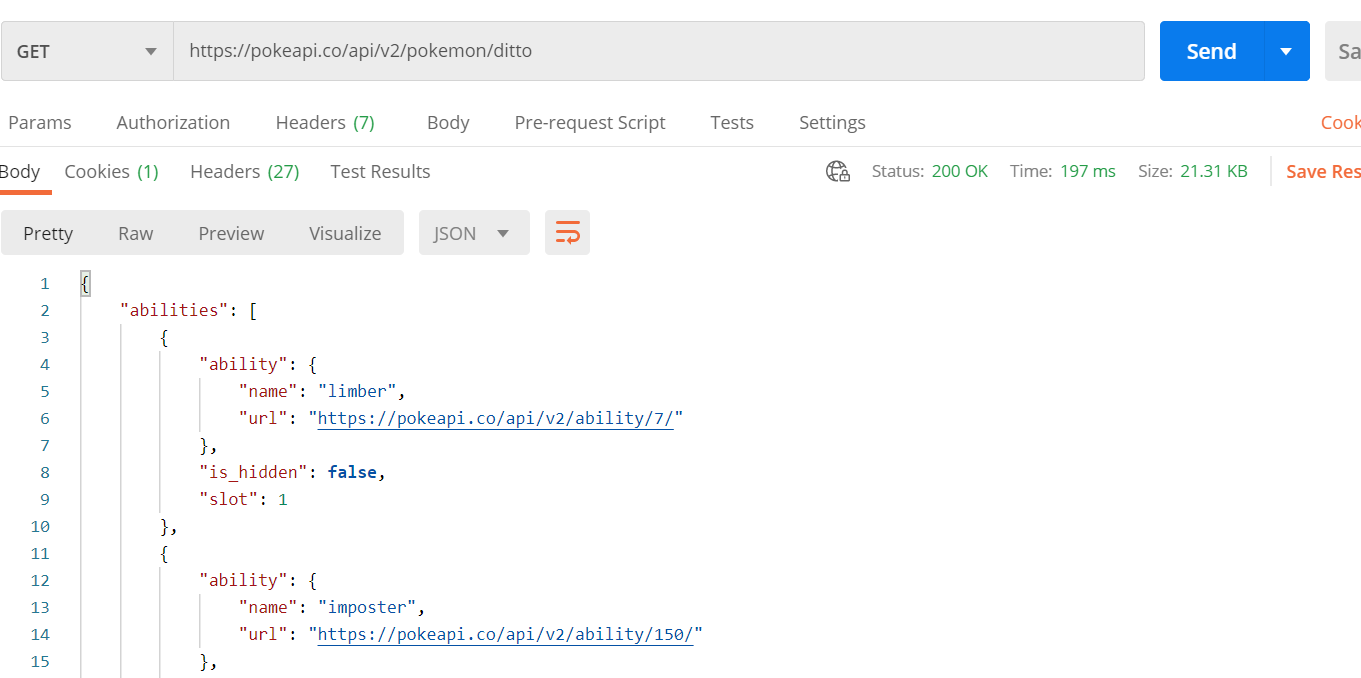 GET https://pokeapi.co/api/v2/pokemon/ditto Send Sa
Params Authorization Headers (7) Body Pre-request Script Tests Settings Cook
Body Cookies (1) Headers (27) Test Results Status: 200 OK Time: 197 ms Size: 21.31 KB Save Res
Pretty Raw Preview Visualize JSON
1 {
2 "abilities": [
3 {
4 "ability": {
5 "name": "limber",
6 "url": "https://pokeapi.co/api/v2/ability/7/"
7 },
8 "is_hidden": false,
9 "slot": 1
10 },
11 {
12 "ability": {
13 "name": "imposter",
14 "url": "https://pokeapi.co/api/v2/ability/150/"
15 },